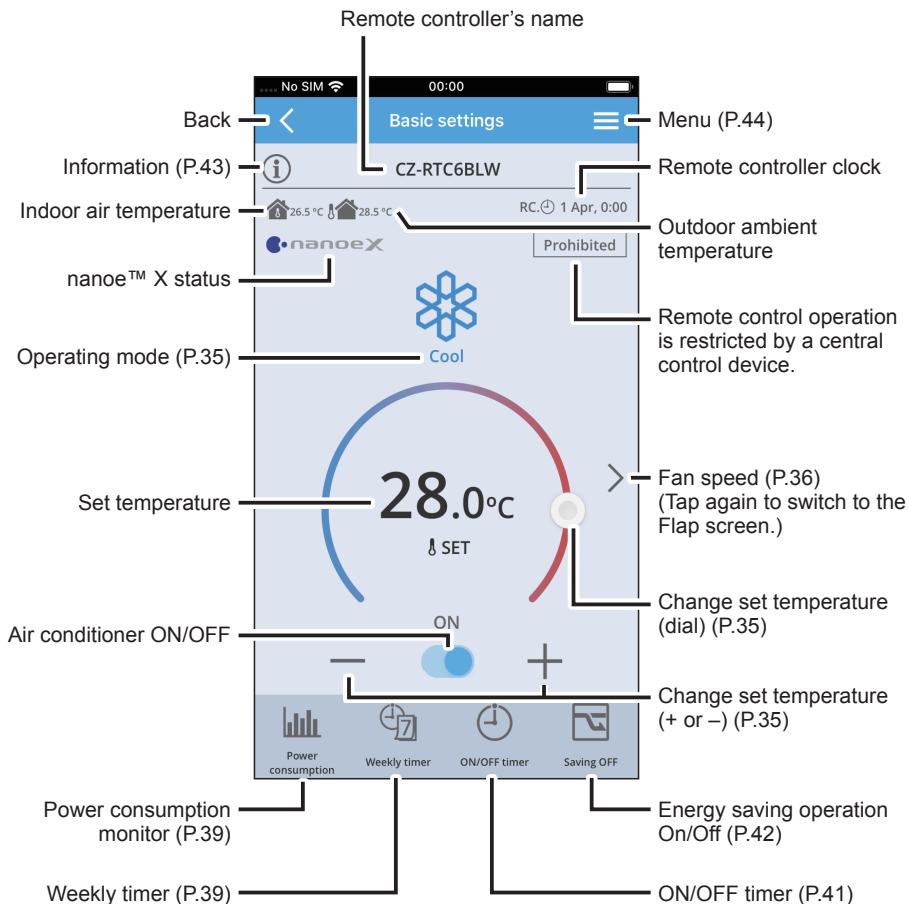 Remote controller's name
No SIM 00:00
Back
Basic settings
Menu (P.44)
Information (P.43)
CZ-RTC6BLW
Remote controller clock
Indoor air temperature
26.5 °C
28.5 °C
RC. 1 Apr, 0:00
Outdoor ambient
temperature
nanoeX
Prohibited
nanoe™ X status
Remote control operation
is restricted by a central
control device.
Operating mode (P.35)
Cool
Fan speed (P.36)
(Tap again to switch to the
Flap screen.)
Set temperature
28.0°C
SET
Change set temperature
(dial) (P.35)
Air conditioner ON/OFF
ON
Change set temperature
(+ or –) (P.35)
7
Power
consumption
Weekly timer
ON/OFF timer
Saving OFF
Power consumption
monitor (P.39)
Energy saving operation
On/Off (P.42)
Weekly timer (P.39)
ON/OFF timer (P.41)